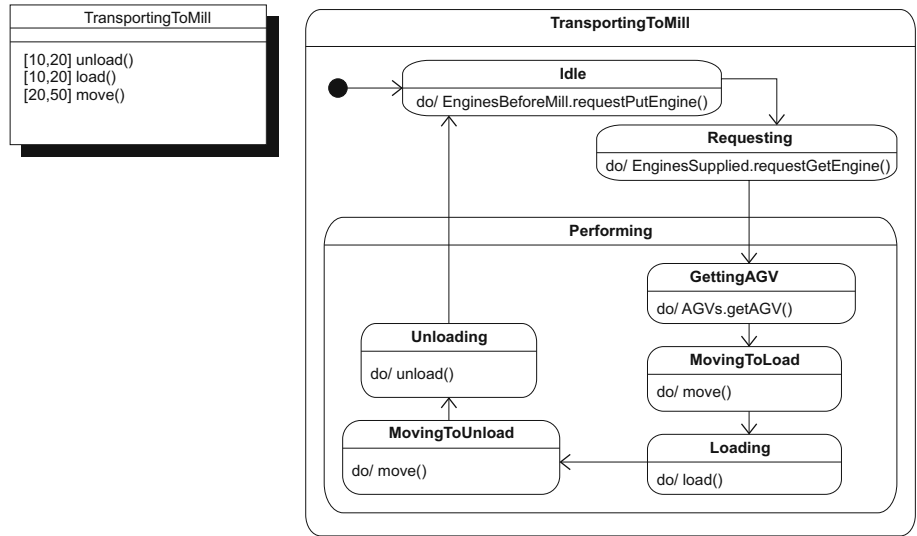 TransportingToMill
[10,20] unload()
[10,20] load()
[20,50] move()
TransportingToMill
Idle
do/ EnginesBeforeMill.requestPutEngine()
Requesting
do/ EnginesSupplied.requestGetEngine()
Performing
GettingAGV
do/ AGVs.getAGV()
Unloading
do/ unload()
MovingToLoad
do/ move()
MovingToUnload
do/ move()
Loading
do/ load()